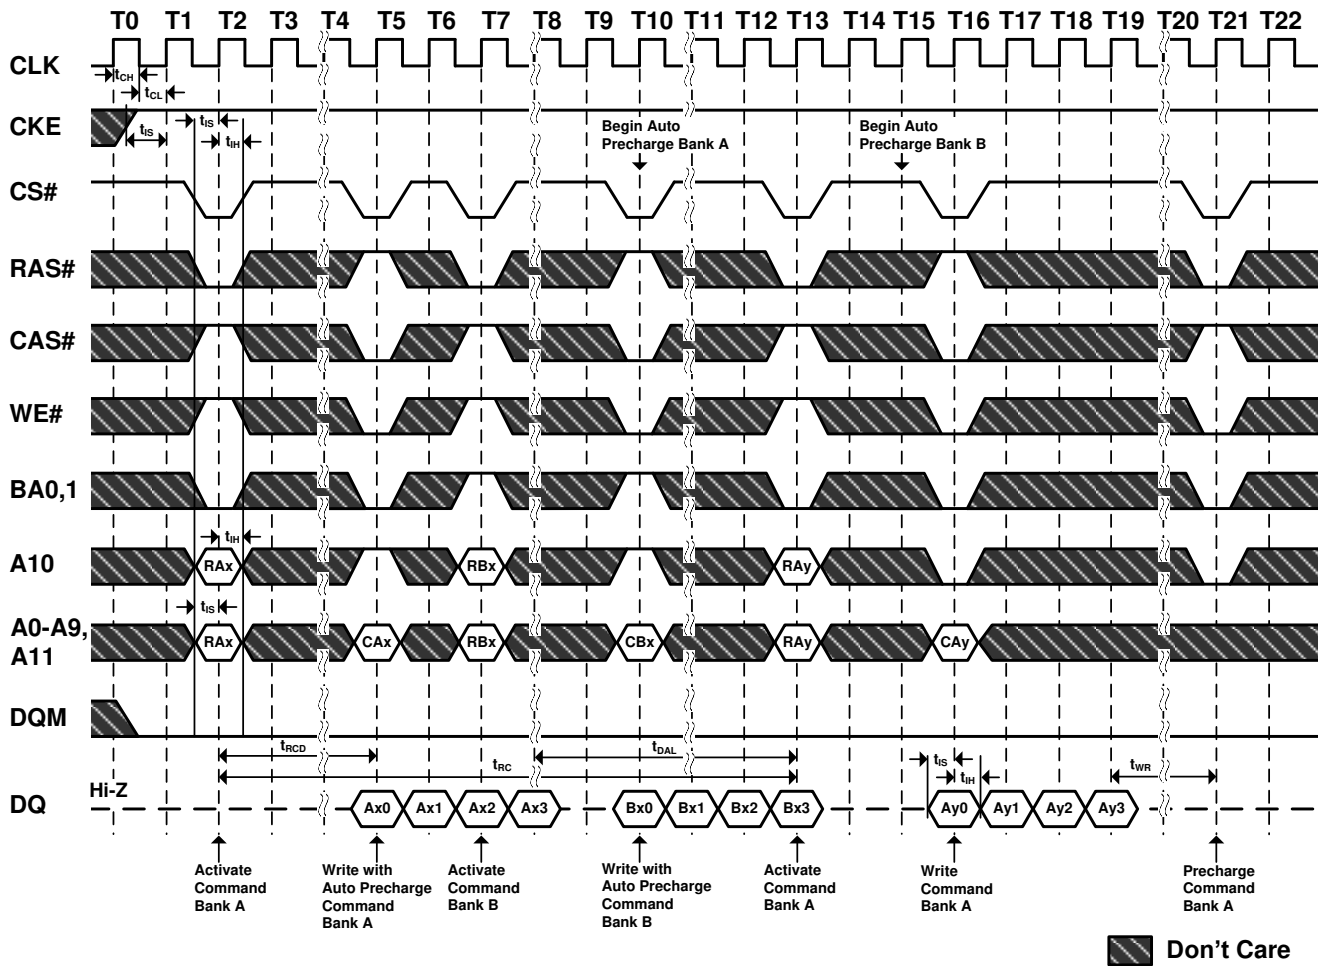 T0 T1 T2 T3 T4 T5 T6 T7 T8 T9 T10 T11 T12 T13 T14 T15 T16 T17 T18 T19 T20 T21 T22
CLK
tCH
tCL
CKE
tIS
tIS
tIH
Begin Auto
Precharge Bank A
Begin Auto
Precharge Bank B
CS#
RAS#
CAS#
WE#
BA0,1
tIH
A10
RAx RBx RAy
tIS
A0-A9,
A11
RAx CAx RBx CBx RAy CAy
DQM
tRCD
tDAL
tRC
tIS
tIH
tWR
Hi-Z
DQ
Ax0 Ax1 Ax2 Ax3 Bx0 Bx1 Bx2 Bx3 Ay0 Ay1 Ay2 Ay3
Activate
Command
Bank A
Write with
Auto Precharge
Command
Bank A
Activate
Command
Bank B
Write with
Auto Precharge
Command
Bank B
Activate
Command
Bank A
Write
Command
Bank A
Precharge
Command
Bank A
Don't Care